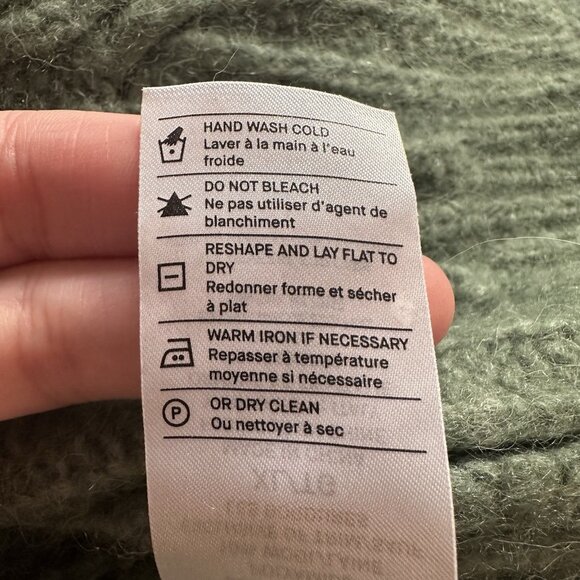 HAND WASH COLD
Laver à la main à l'eau
froide
DO NOT BLEACH
Ne pas utiliser d'agent de
blanchiment
RESHAPE AND LAY FLAT TO
DRY
Redonner forme et sécher
à plat
WARM IRON IF NECESSARY
Repasser à température
moyenne si nécessaire
P
OR DRY CLEAN
Ou nettoyer à sec